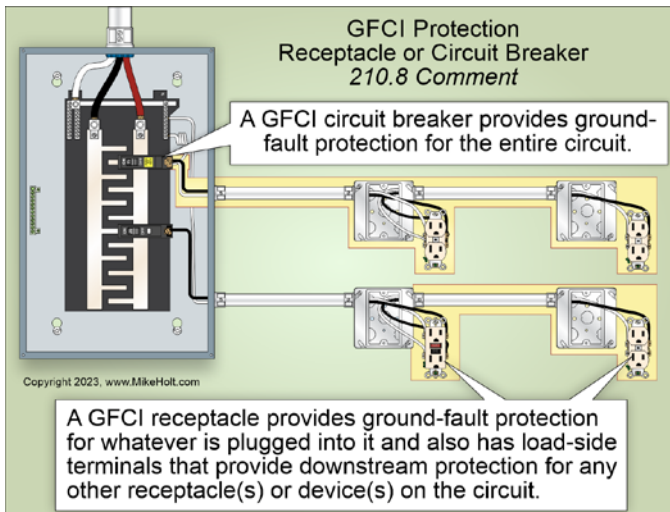 GFCI Protection
Receptacle or Circuit Breaker
210.8 Comment
A GFCI circuit breaker provides ground-
fault protection for the entire circuit.
Copyright 2023, www.MikeHolt.com
A GFCI receptacle provides ground-fault protection
for whatever is plugged into it and also has load-side
terminals that provide downstream protection for any
other receptacle(s) or device(s) on the circuit.